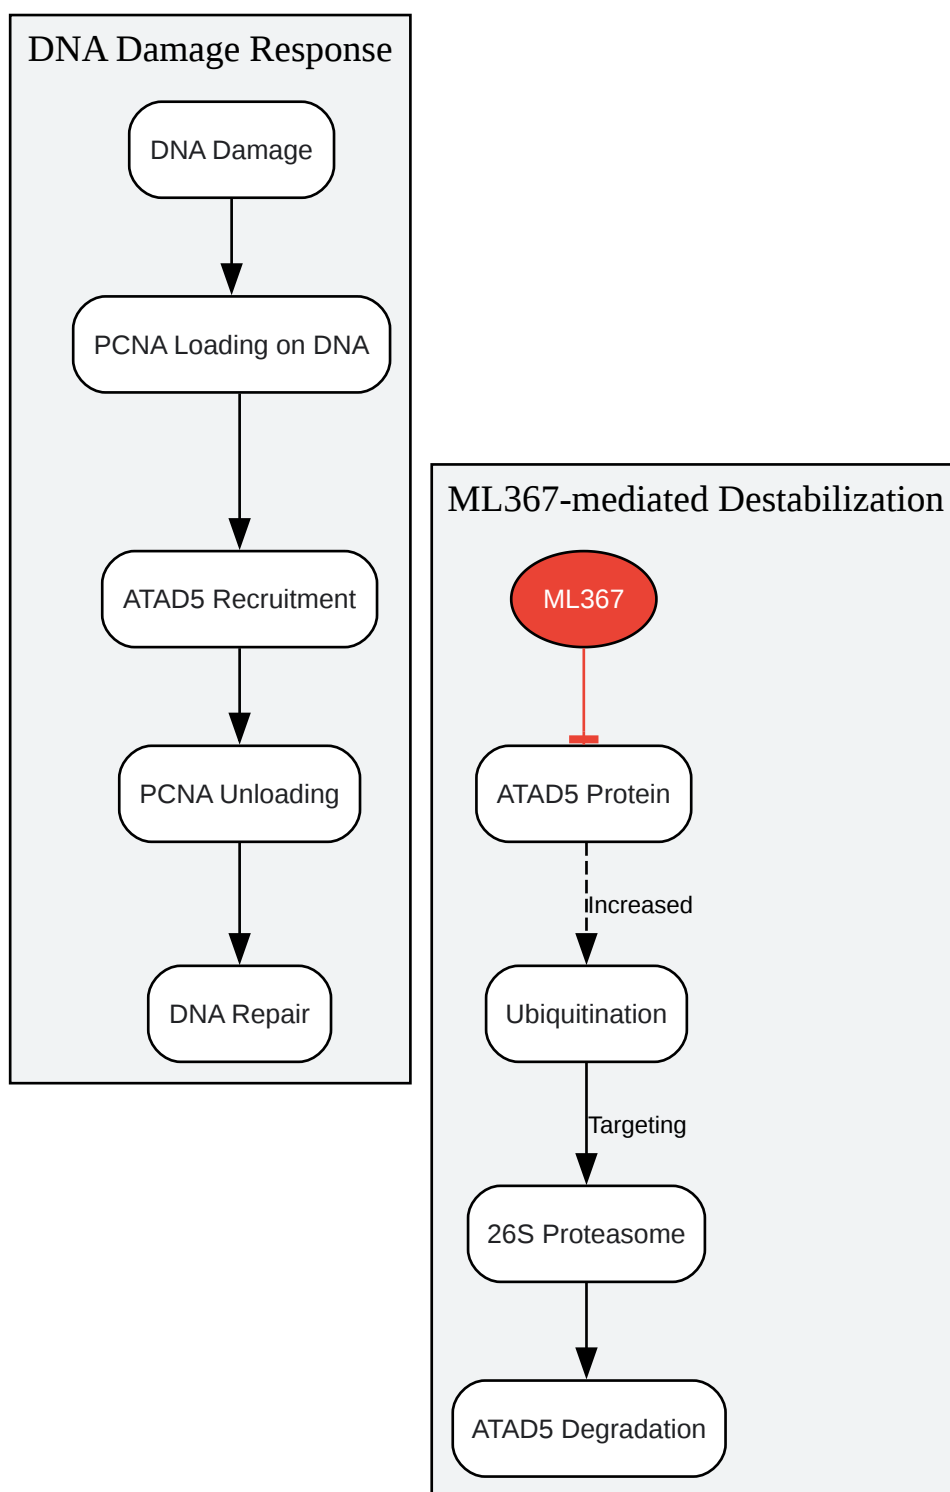 DNA Damage Response
DNA Damage
PCNA Loading on DNA
ATAD5 Recruitment
PCNA Unloading
DNA Repair
ML367-mediated Destabilization
ML367
ATAD5 Protein
Increased
Ubiquitination
Targeting
26S Proteasome
ATAD5 Degradation